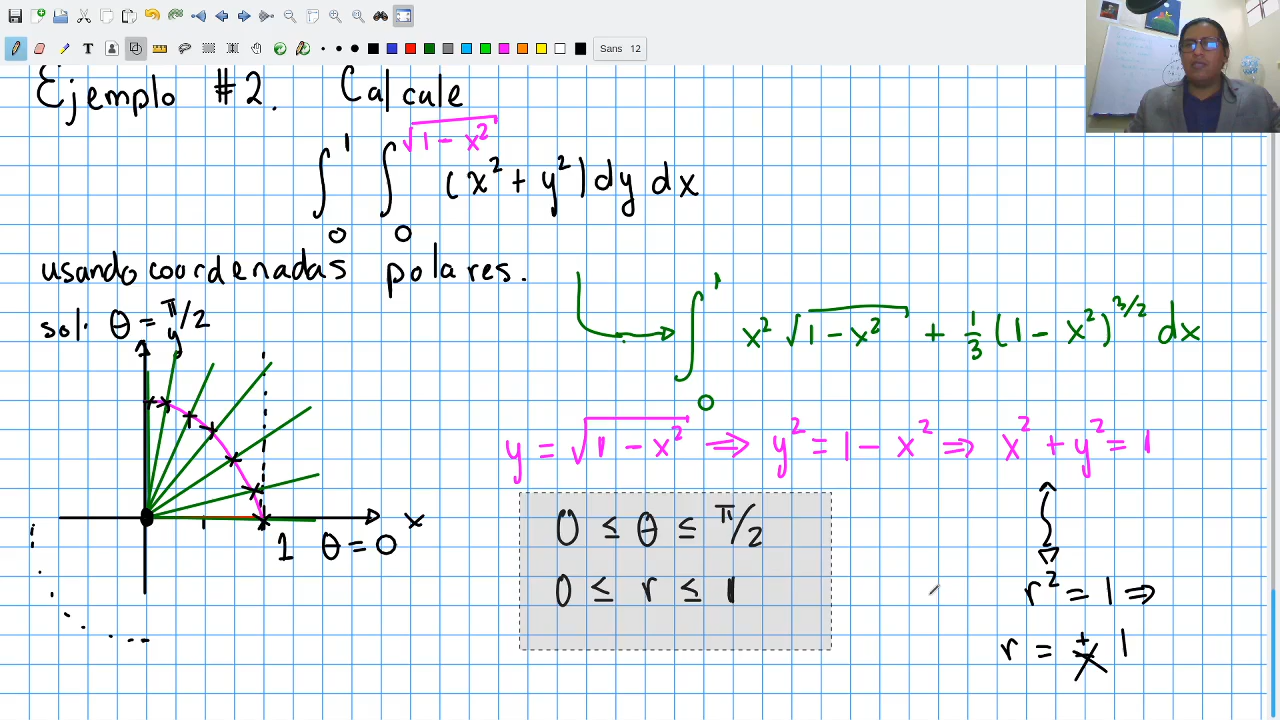 Sans 12
Ejemplo #2. Calcule
∫₀¹ ∫₀^√(1 - x²) (x² + y²) dy dx
usando coordenadas polares.
sol: θ = π/2
y
∫₀¹ x² √(1 - x²) + 1/3 (1 - x²)^3/2 dx
y = √(1 - x²) ⟹ y² = 1 - x² ⟹ x² + y² = 1
x
1 θ = 0
0 ≤ θ ≤ π/2
0 ≤ r ≤ 1
r² = 1 ⟹
r = ± 1